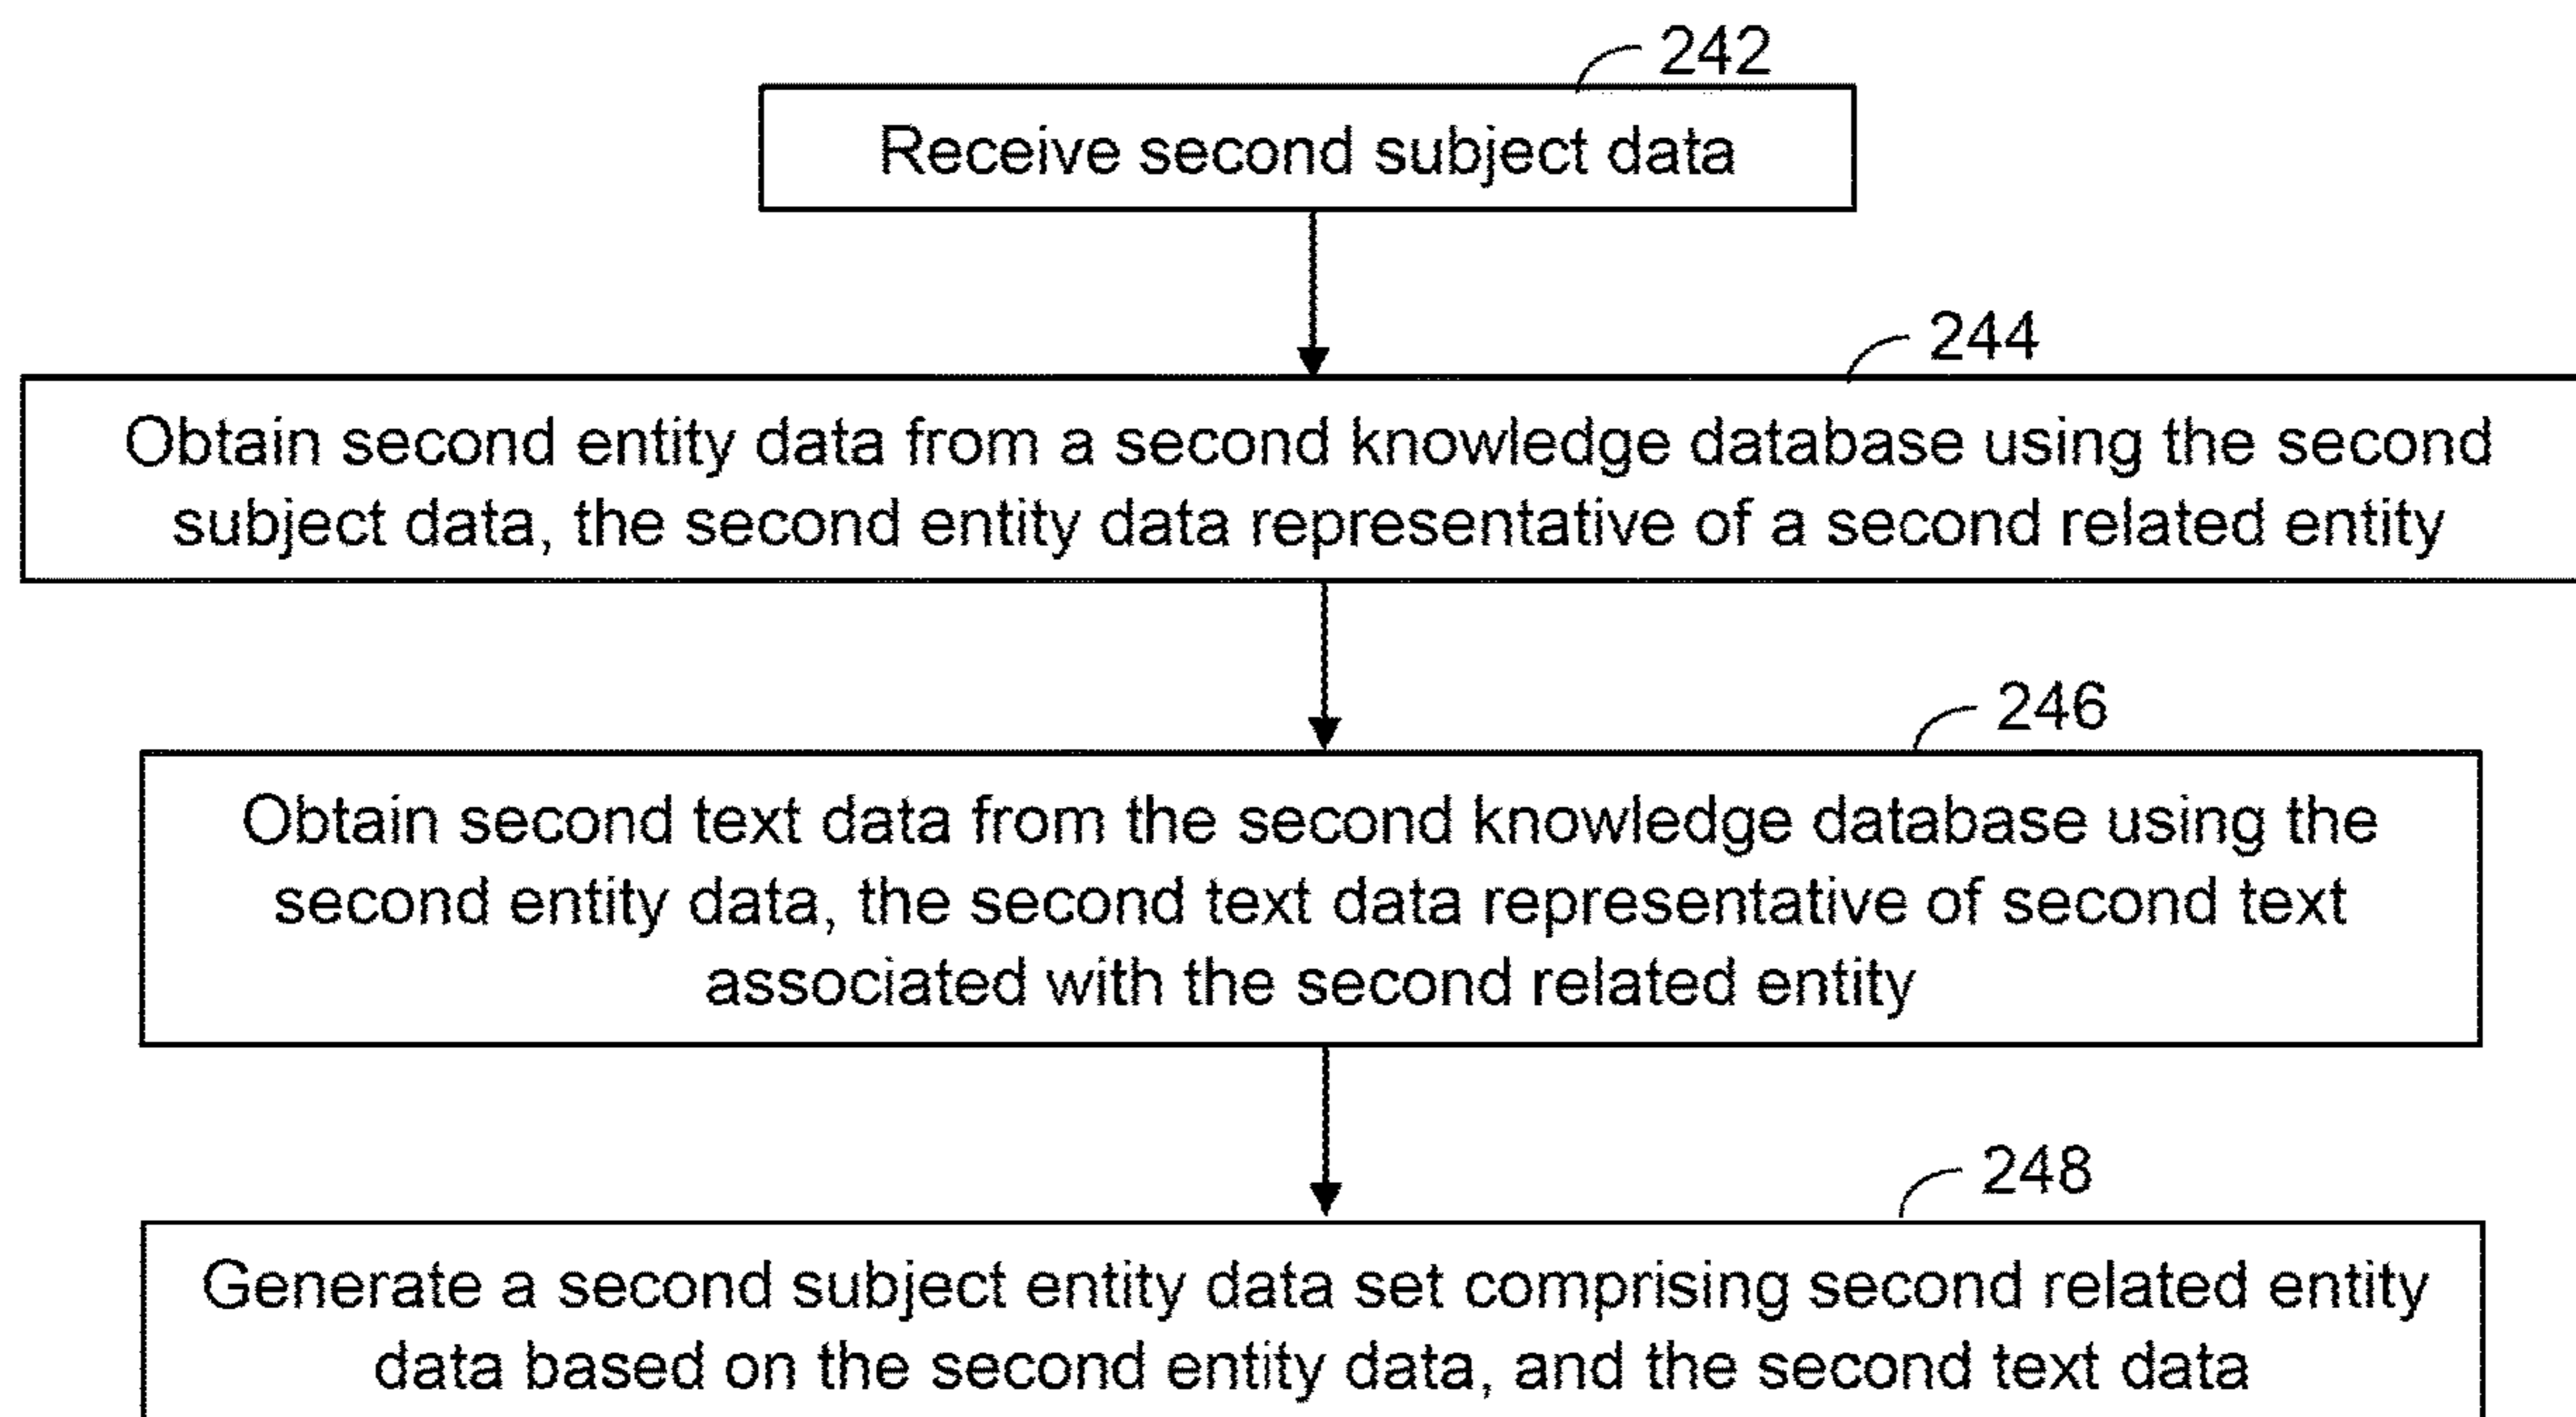 242
Receive second subject data
244
Obtain second entity data from a second knowledge database using the second
subject data, the second entity data representative of a second related entity
246
Obtain second text data from the second knowledge database using the
second entity data, the second text data representative of second text
associated with the second related entity
248
Generate a second subject entity data set comprising second related entity
data based on the second entity data, and the second text data